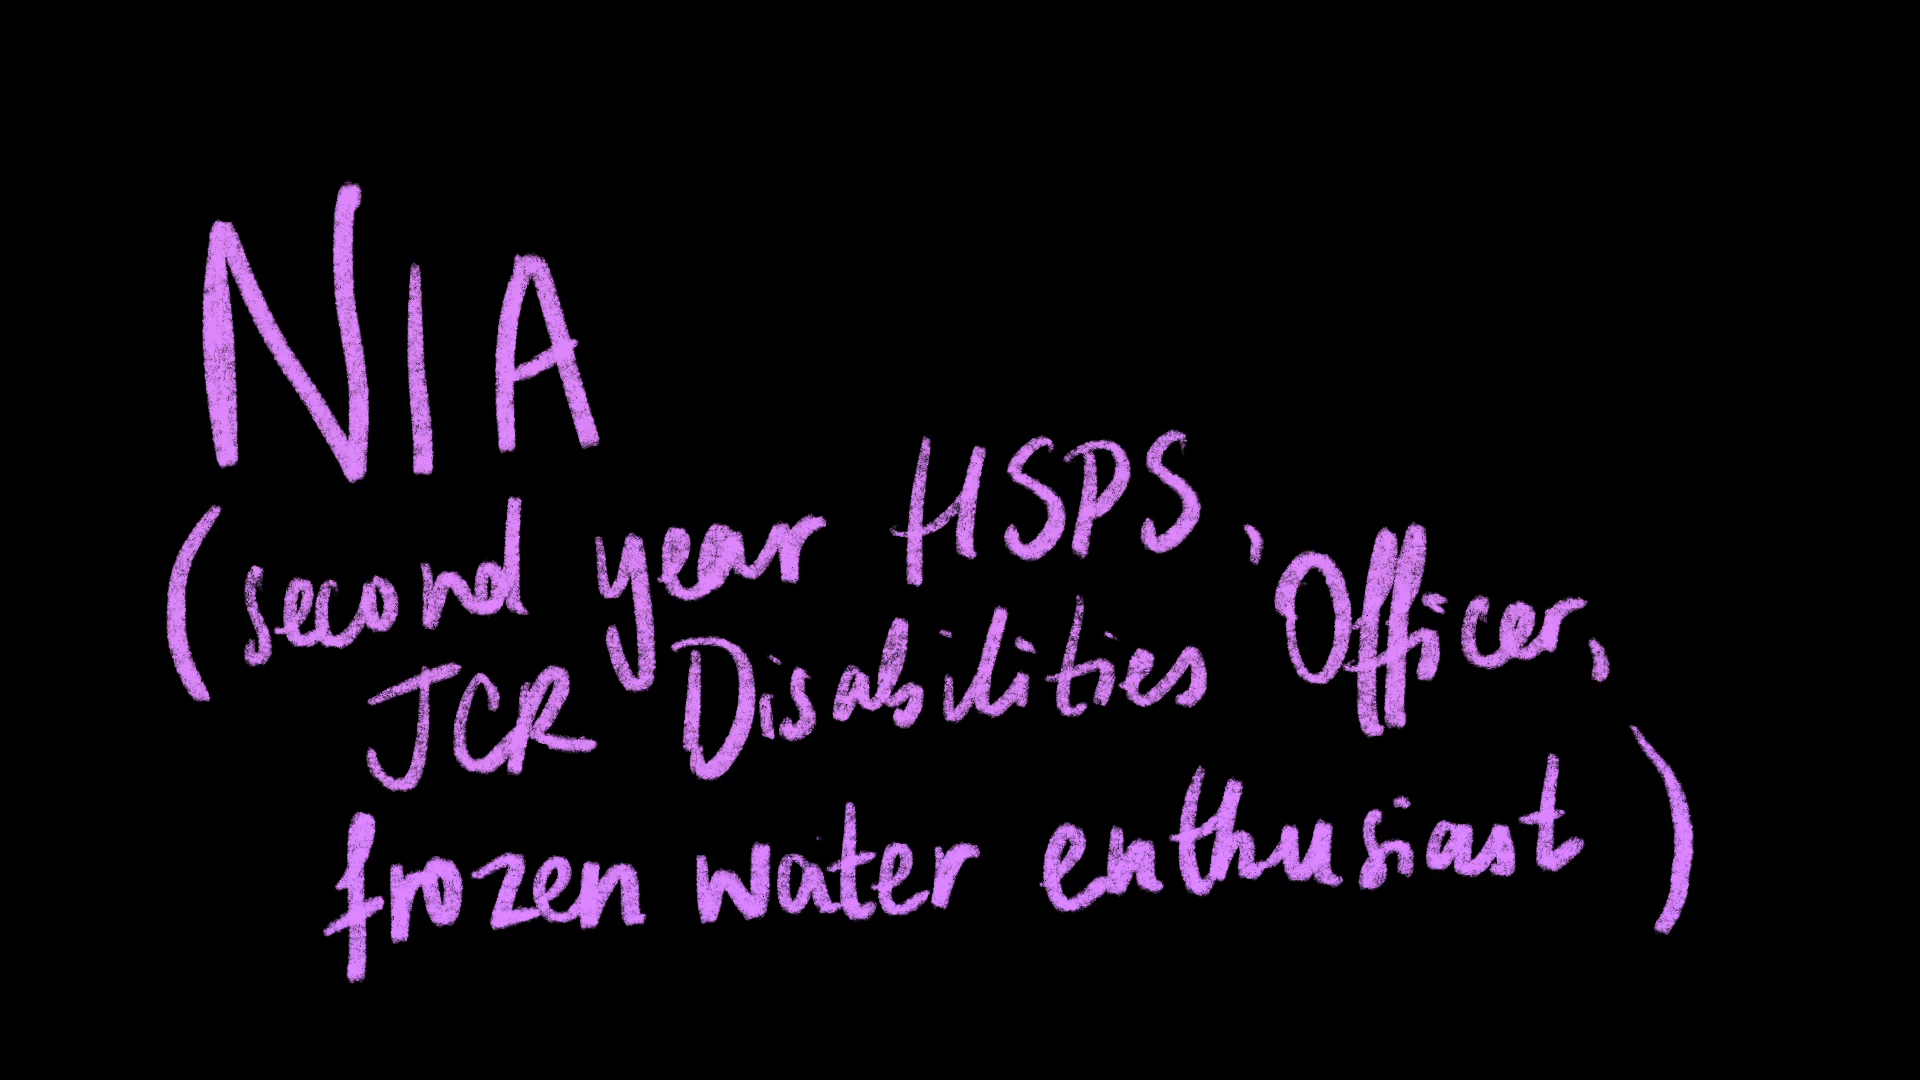 NIA
(second year HSPS,
JCR Disabilities Officer,
frozen water enthusiast)